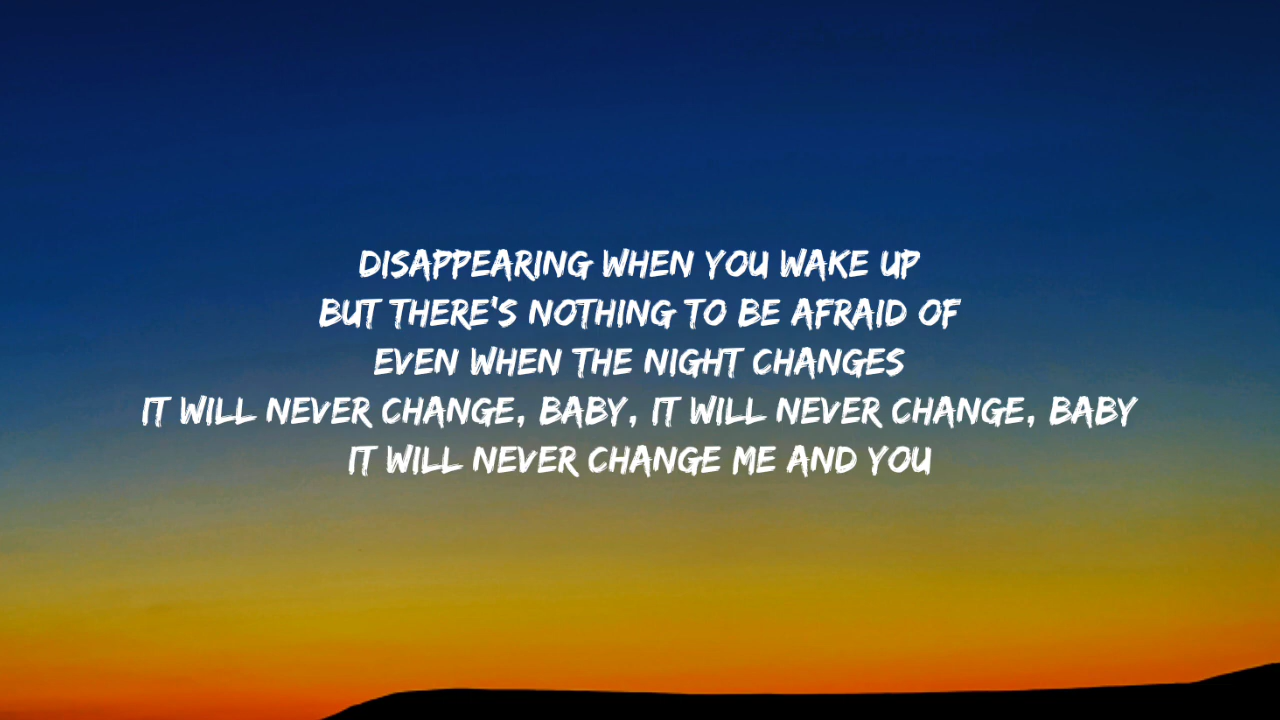 DISAPPEARING WHEN YOU WAKE UP
BUT THERE'S NOTHING TO BE AFRAID OF
EVEN WHEN THE NIGHT CHANGES
IT WILL NEVER CHANGE, BABY, IT WILL NEVER CHANGE, BABY
IT WILL NEVER CHANGE ME AND YOU